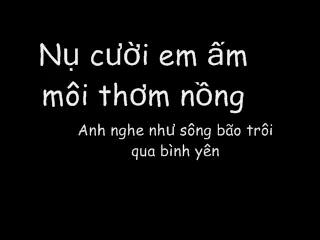 Nụ cười em ấm
môi thơm nồng
Anh nghe như sông bão trôi
qua bình yên